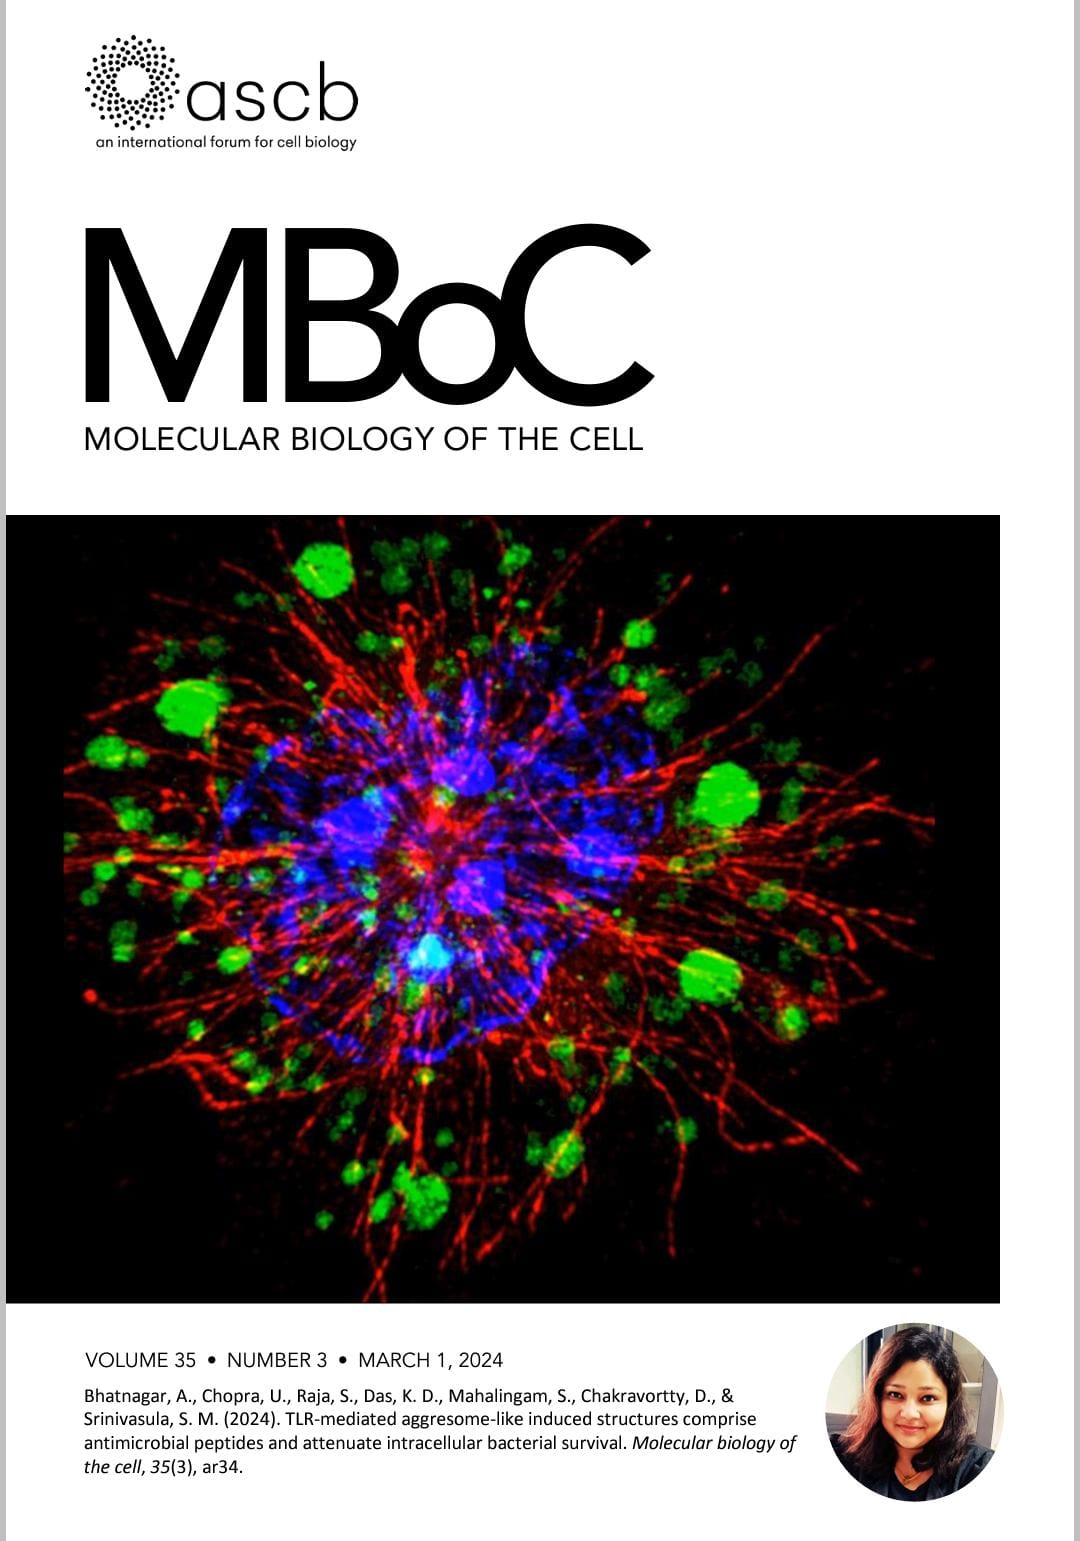 ascb
an international forum for cell biology
MBoC
MOLECULAR BIOLOGY OF THE CELL
VOLUME 35 • NUMBER 3 • MARCH 1, 2024
Bhatnagar, A., Chopra, U., Raja, S., Das, K. D., Mahalingam, S., Chakravortty, D., &
Srinivasula, S. M. (2024). TLR-mediated aggresome-like induced structures comprise
antimicrobial peptides and attenuate intracellular bacterial survival. Molecular biology of
the cell, 35(3), ar34.